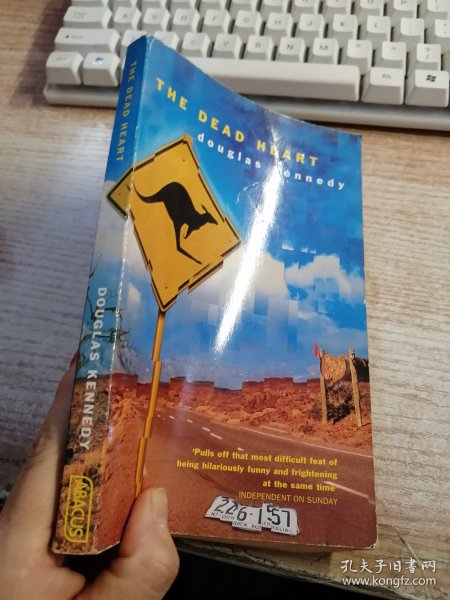 THE DEAD HEART
douglas kennedy
THE DEAD HEART
DOUGLAS KENNEDY
ABACUS
'Pulls off that most difficult feat of
being hilariously funny and frightening
at the same time
INDEPENDENT ON SUNDAY
226·157
OUTBACK AUSTRALIA
孔夫子旧书网
www.kongfz.com